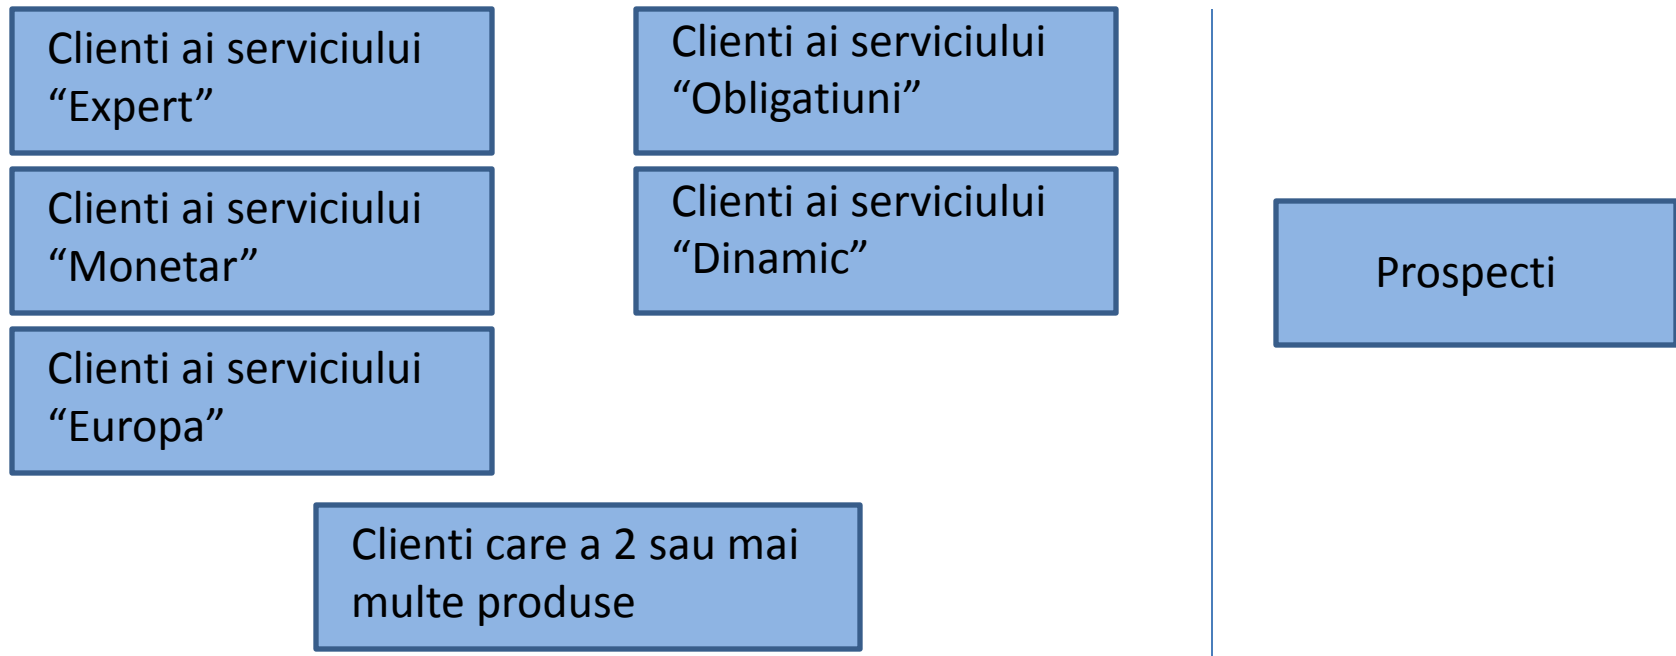 Clienti ai serviciului
“Expert”
Clienti ai serviciului
“Obligatiuni”
Clienti ai serviciului
“Monetar”
Clienti ai serviciului
“Dinamic”
Prospecti
Clienti ai serviciului
“Europa”
Clienti care a 2 sau mai
multe produse